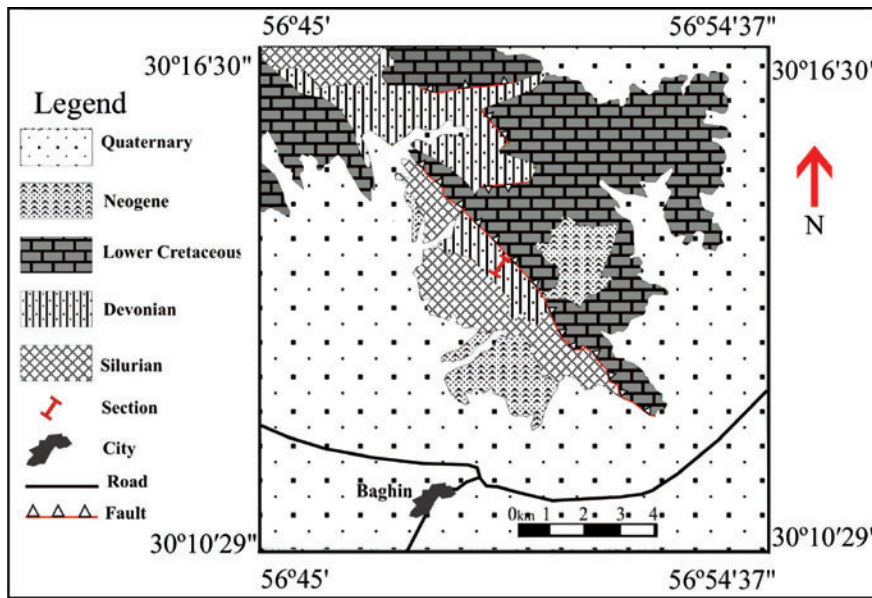 56º45' 56º54'37"
30º16'30" 30º16'30"
Legend
Quaternary
Neogene
Lower Cretaceous
Devonian
Silurian
Section
City
Road
Fault
N
Baghin
0km 1 2 3 4
30º10'29" 30º10'29"
56º45' 56º54'37"